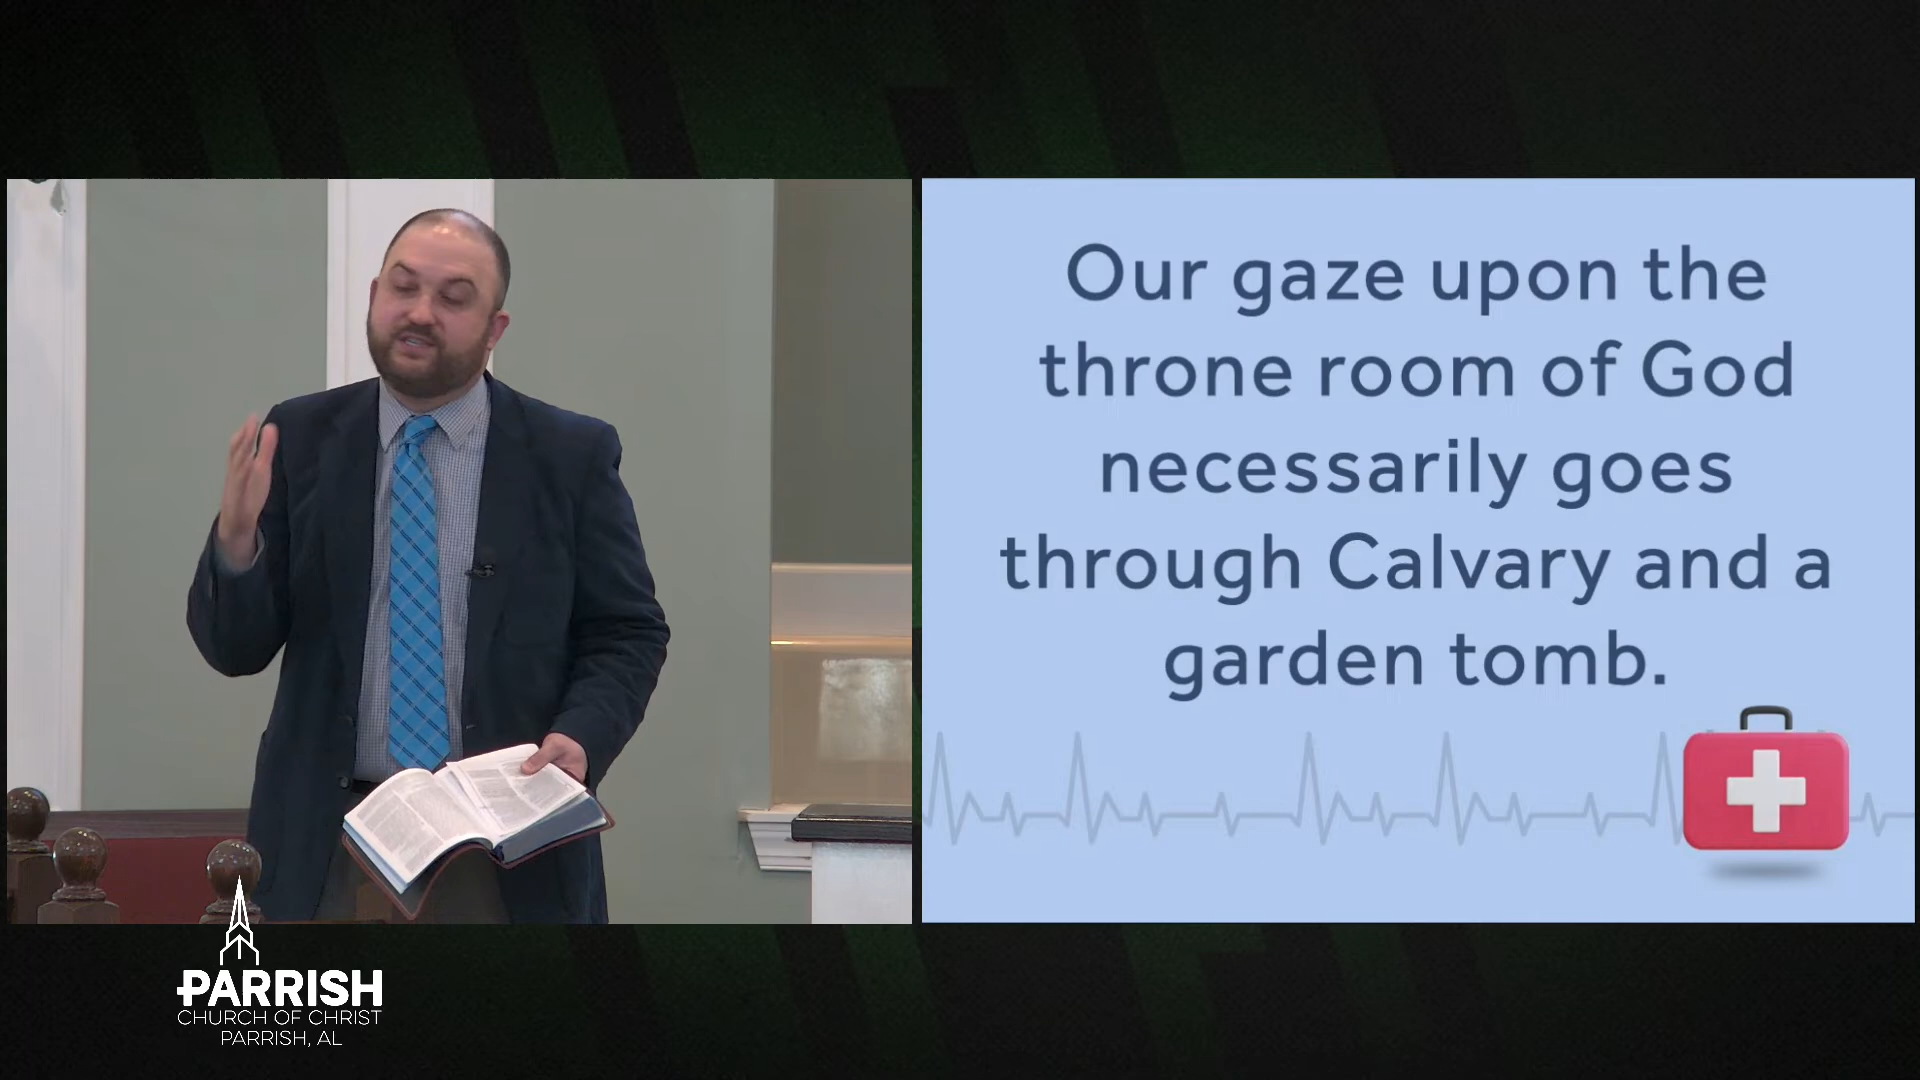 Our gaze upon the
throne room of God
necessarily goes
through Calvary and a
garden tomb.
PARRISH
CHURCH OF CHRIST
PARRISH, AL